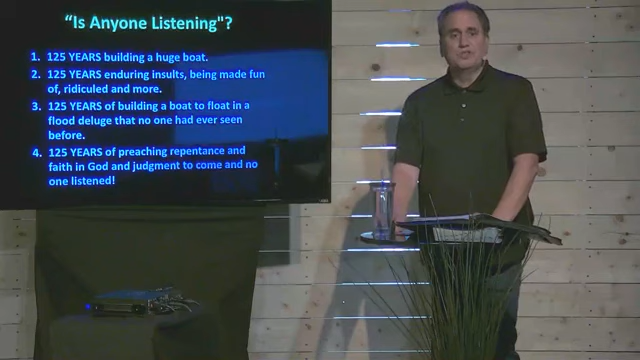 “Is Anyone Listening"?
1. 125 YEARS building a huge boat.
2. 125 YEARS enduring insults, being made fun
of, ridiculed and more.
3. 125 YEARS of building a boat to float in a
flood deluge that no one had ever seen
before.
4. 125 YEARS of preaching repentance and
faith in God and judgment to come and no
one listened!